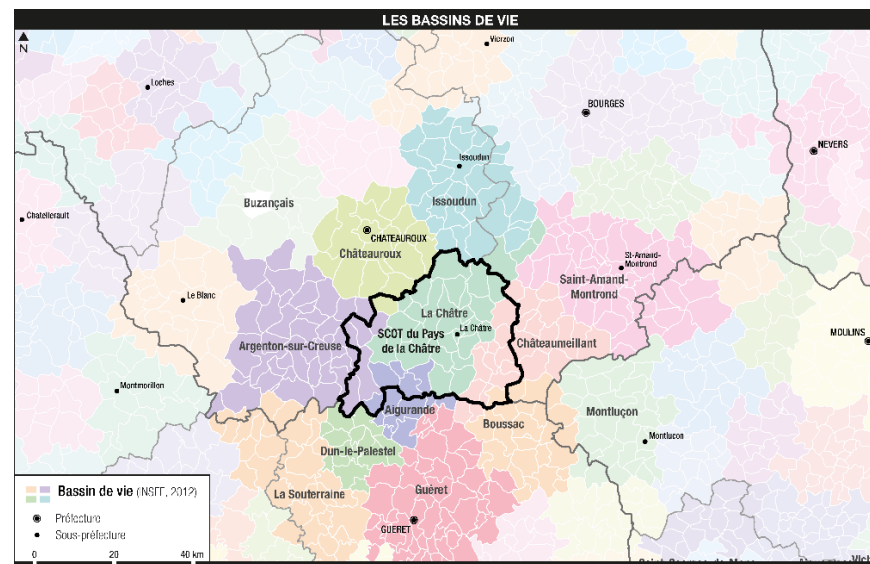 LES BASSINS DE VIE
N
Vierzon
Loches
BOURGES
NEVERS
Issoudun
Issoudun
Buzançais
Chatellerault
CHATEAUROUX
Châteauroux
St-Amand-
Montrond
Saint-Amand-
Montrond
Le Blanc
La Châtre
La Châtre
SCOT du Pays
de la Châtre
MOULINS
Argenton-sur-Creuse
Châteaumeillant
Montmorillon
Aigurande
Boussac
Montluçon
Montlucon
Dun-le-Palestel
La Souterraine
Guéret
GUERET
Bassin de vie (INSEE, 2012)
Préfecture
Sous-préfecture
0 20 40 km